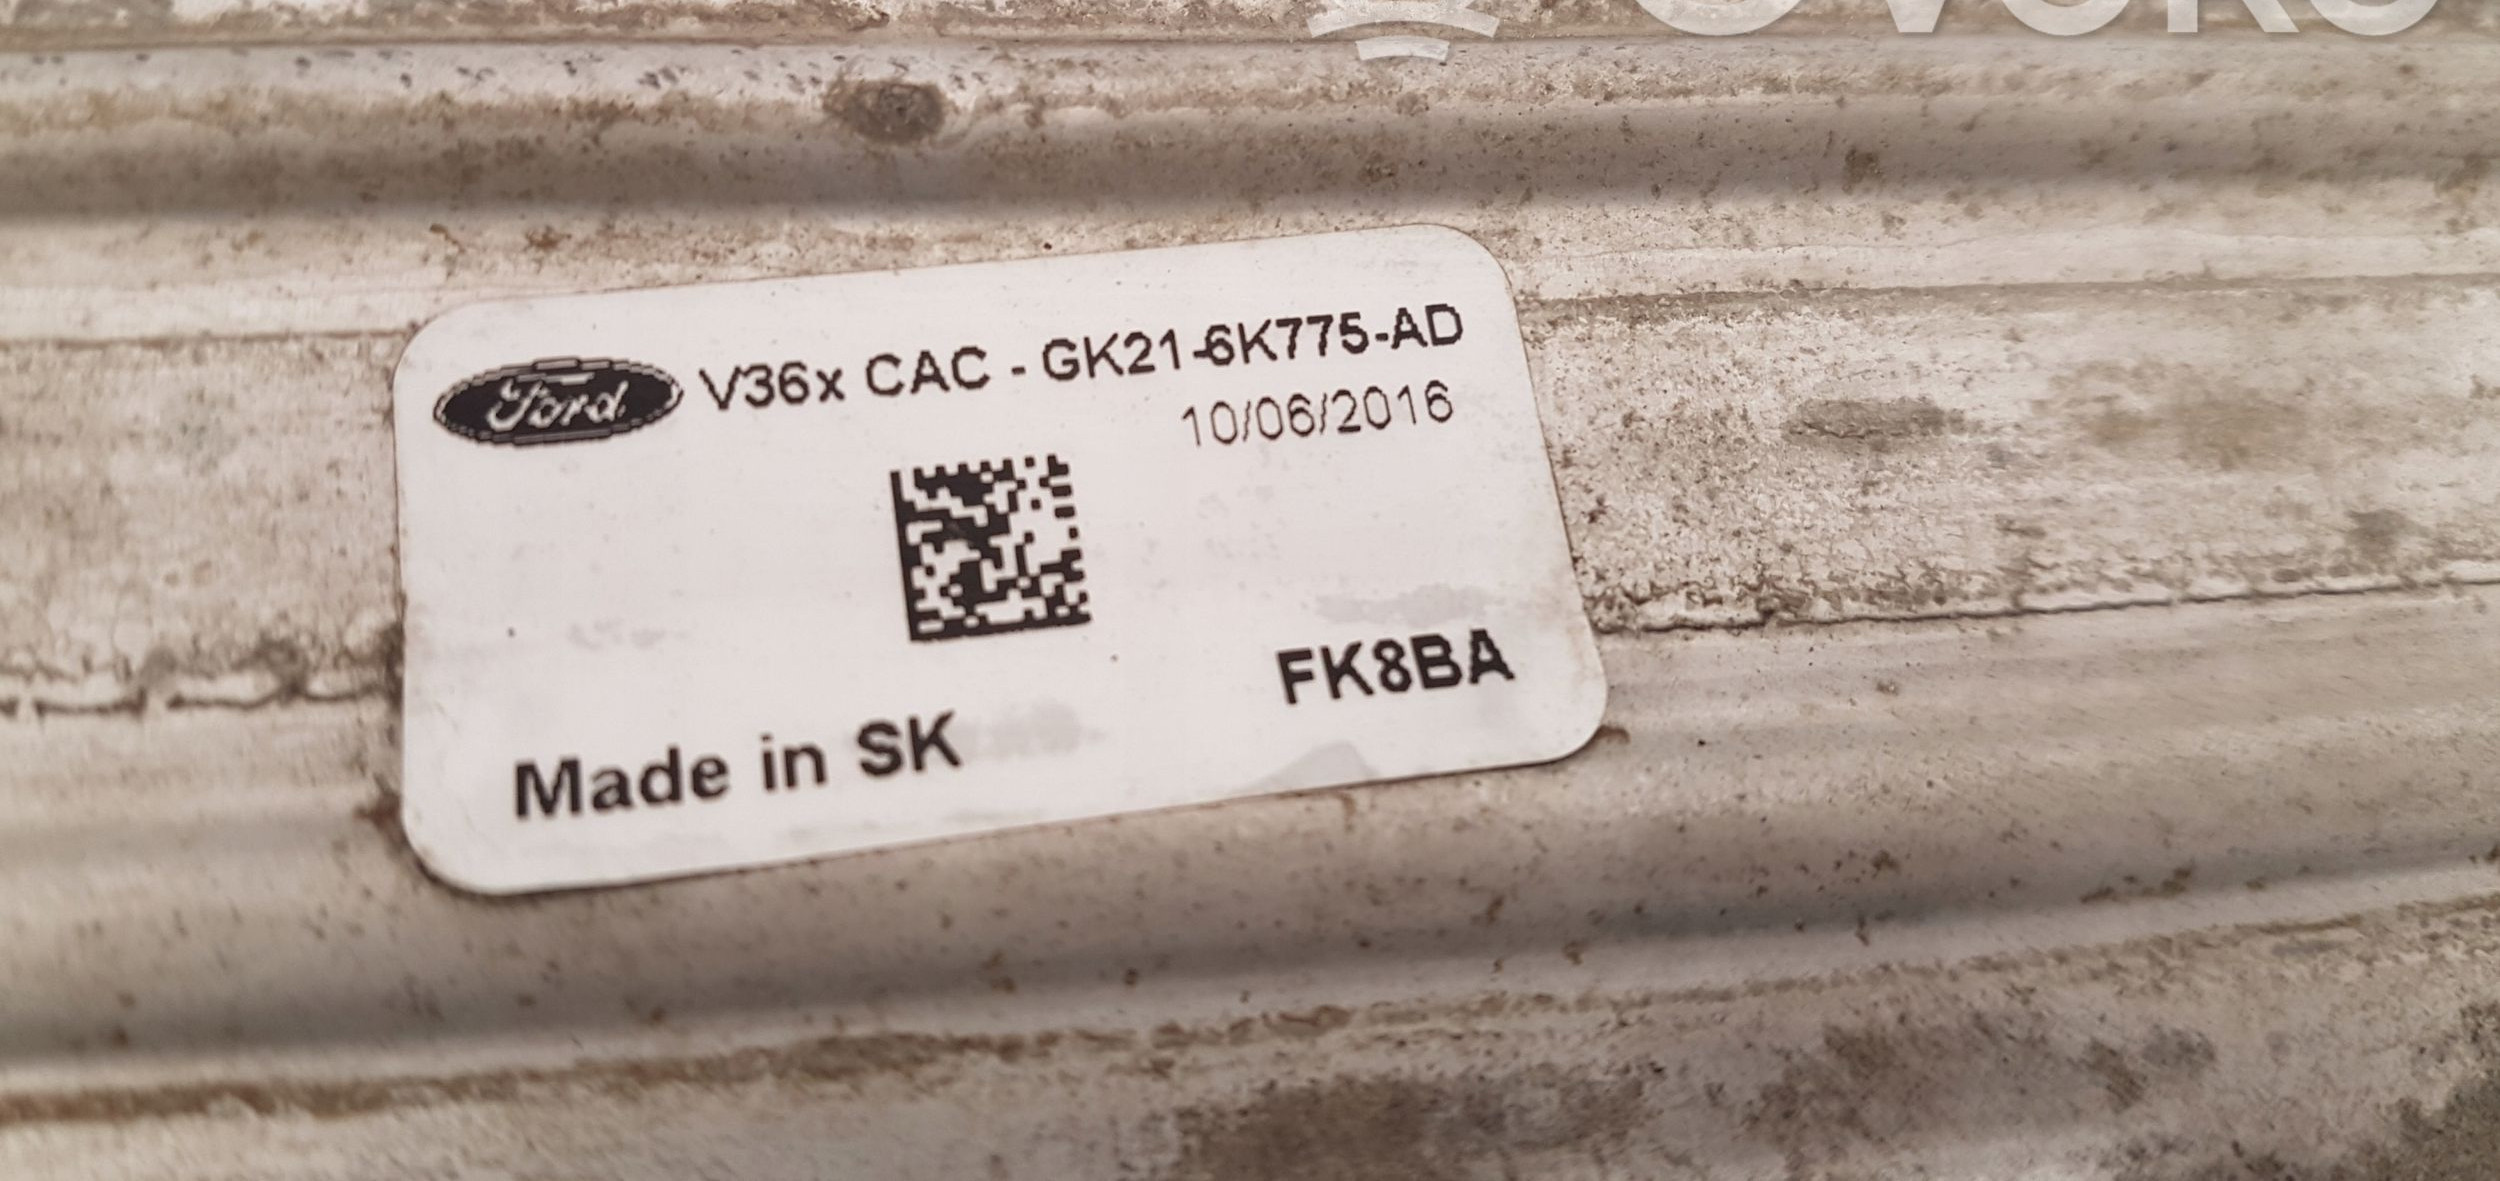 Ford V36x CAC - GK21-6K775-AD
10/06/2016
FK8BA
Made in SK